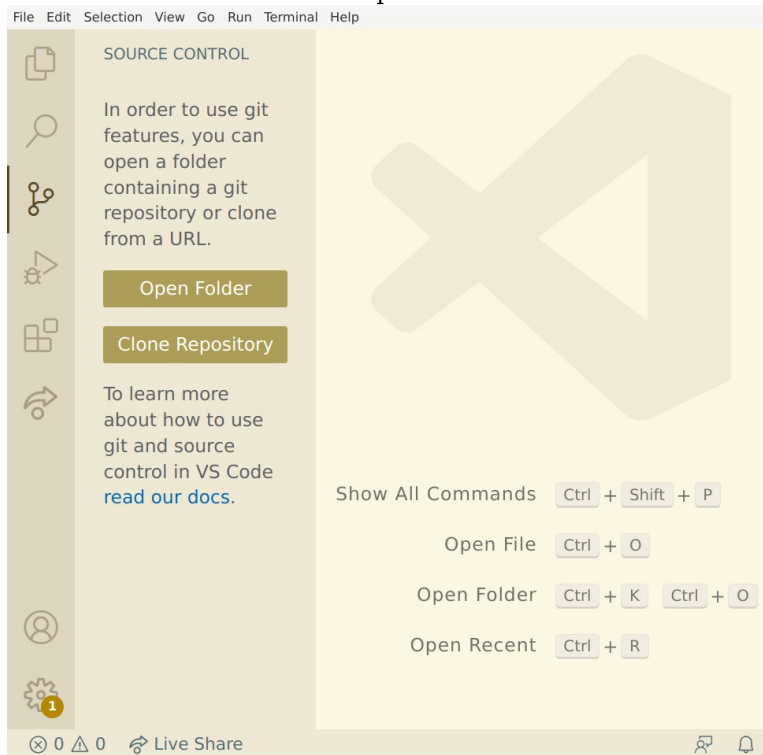 File Edit Selection View Go Run Terminal Help
SOURCE CONTROL
In order to use git
features, you can
open a folder
containing a git
repository or clone
from a URL.
Open Folder
Clone Repository
To learn more
about how to use
git and source
control in VS Code
read our docs.
Show All Commands Ctrl + Shift + P
Open File Ctrl + O
Open Folder Ctrl + K Ctrl + O
Open Recent Ctrl + R
1
0 0 Live Share